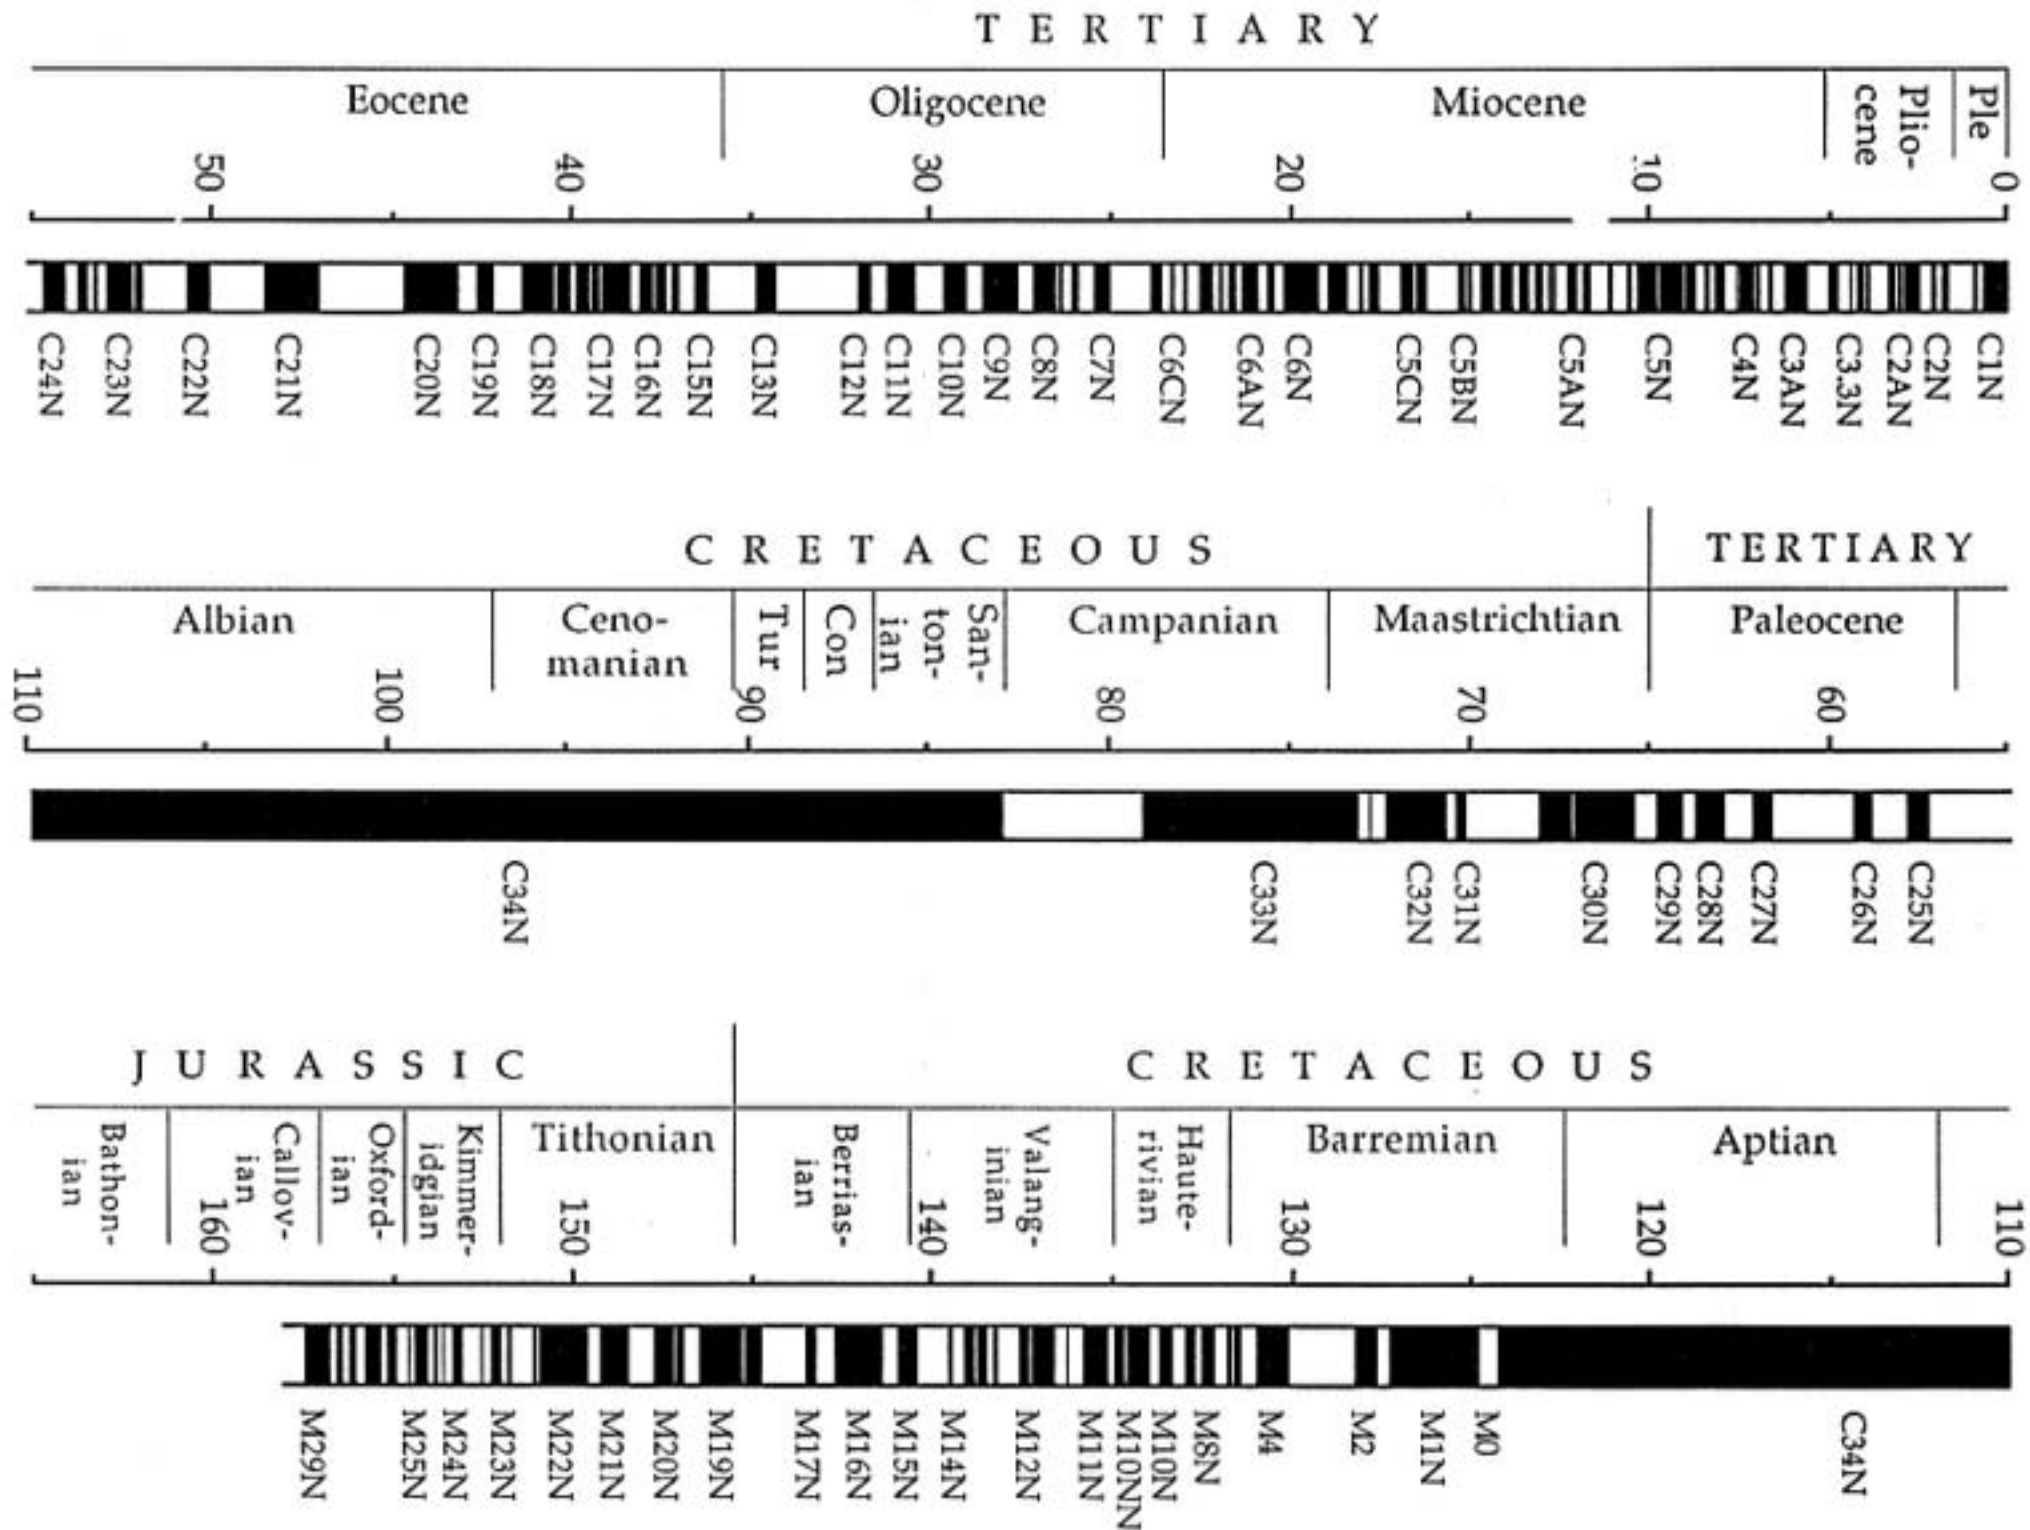 T E R T I A R Y
Eocene Oligocene Miocene Plio-
cene Ple
50 40 30 20 10 0
C24N C23N C22N C21N C20N C19N C18N C17N C16N C15N C13N C12N C11N C10N C9N C8N C7N C6CN C6AN C6N C5CN C5BN C5AN C5N C4N C3AN C3.3N C2AN C2N C1N
C R E T A C E O U S T E R T I A R Y
Albian Ceno-
manian Tur Con San-
ton-
ian Campanian Maastrichtian Paleocene
110 100 90 80 70 60
C34N C33N C32N C31N C30N C29N C28N C27N C26N C25N
J U R A S S I C C R E T A C E O U S
Bathon-
ian Callov-
ian Oxford-
ian Kimmer-
idgian Tithonian Berrias-
ian Valang-
inian Haute-
rivian Barremian Aptian
160 150 140 130 120 110
M29N M25N M24N M23N M22N M21N M20N M19N M17N M16N M15N M14N M12N M11N M10NN M10N M8N M4 M2 M1N M0 C34N